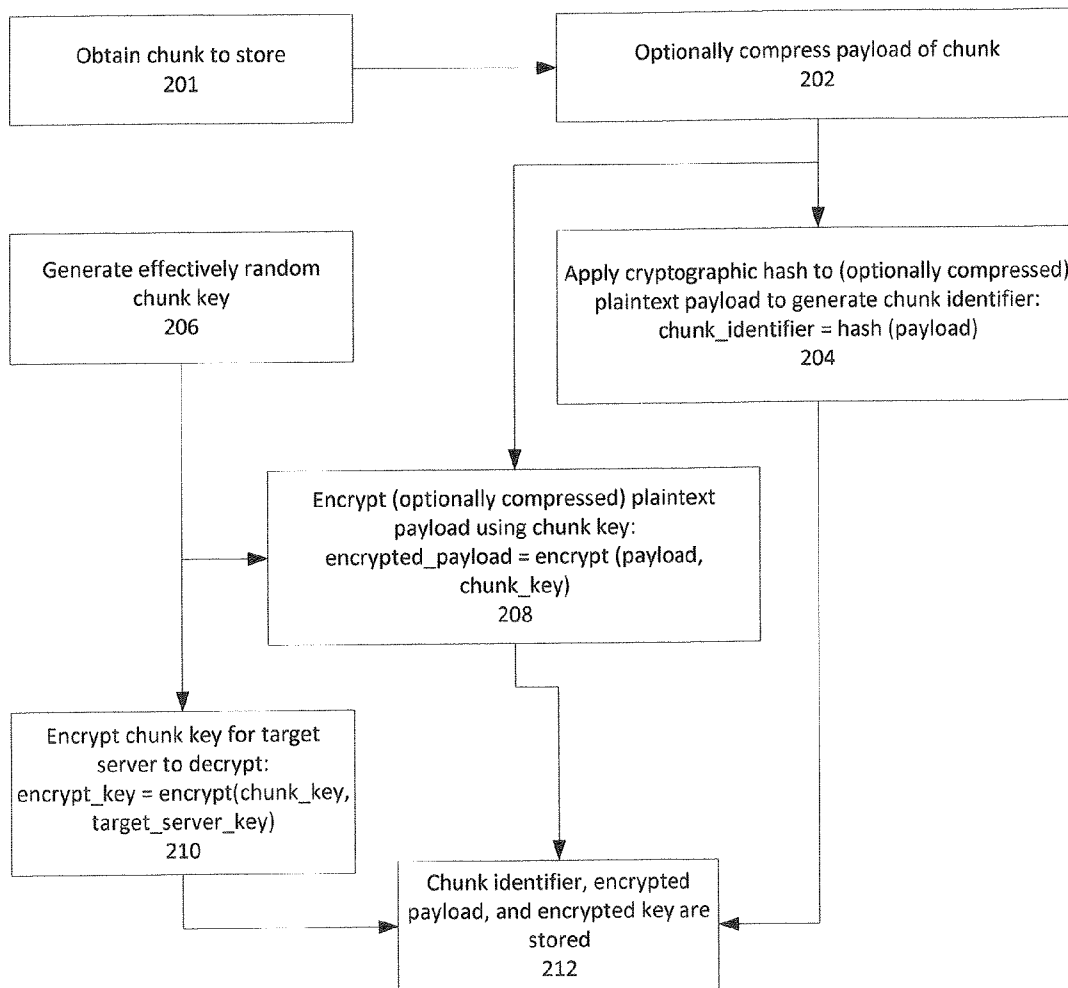 Obtain chunk to store
201
Optionally compress payload of chunk
202
Generate effectively random
chunk key
206
Apply cryptographic hash to (optionally compressed)
plaintext payload to generate chunk identifier:
chunk_identifier = hash (payload)
204
Encrypt (optionally compressed) plaintext
payload using chunk key:
encrypted_payload = encrypt (payload,
chunk_key)
208
Encrypt chunk key for target
server to decrypt:
encrypt_key = encrypt(chunk_key,
target_server_key)
210
Chunk identifier, encrypted
payload, and encrypted key are
stored
212